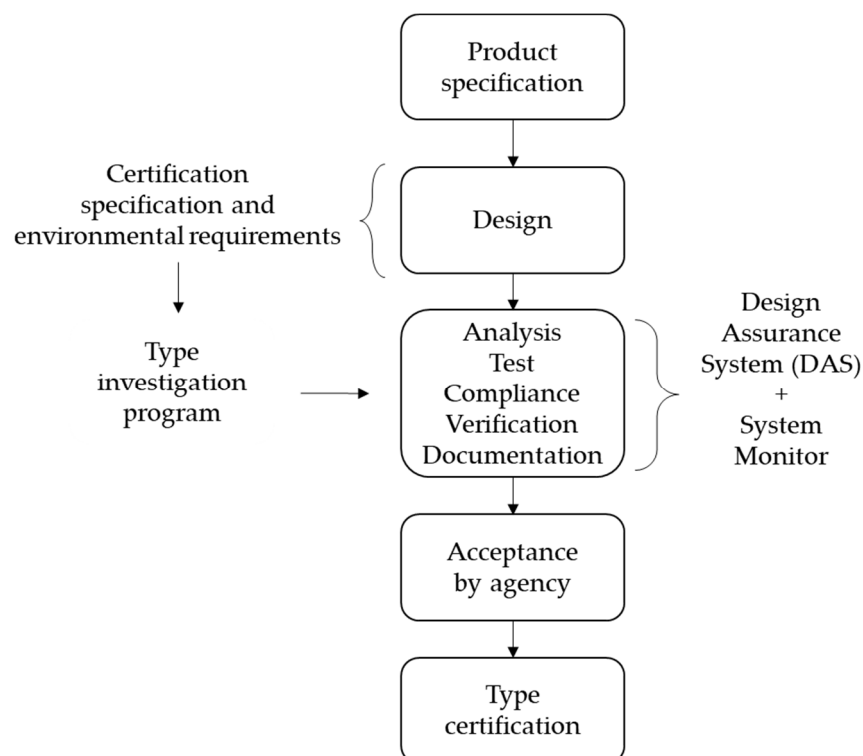 Product
specification
Certification
specification and
environmental requirements
Design
Type
investigation
program
Analysis
Test
Compliance
Verification
Documentation
Design
Assurance
System (DAS)
+
System
Monitor
Acceptance
by agency
Type
certification